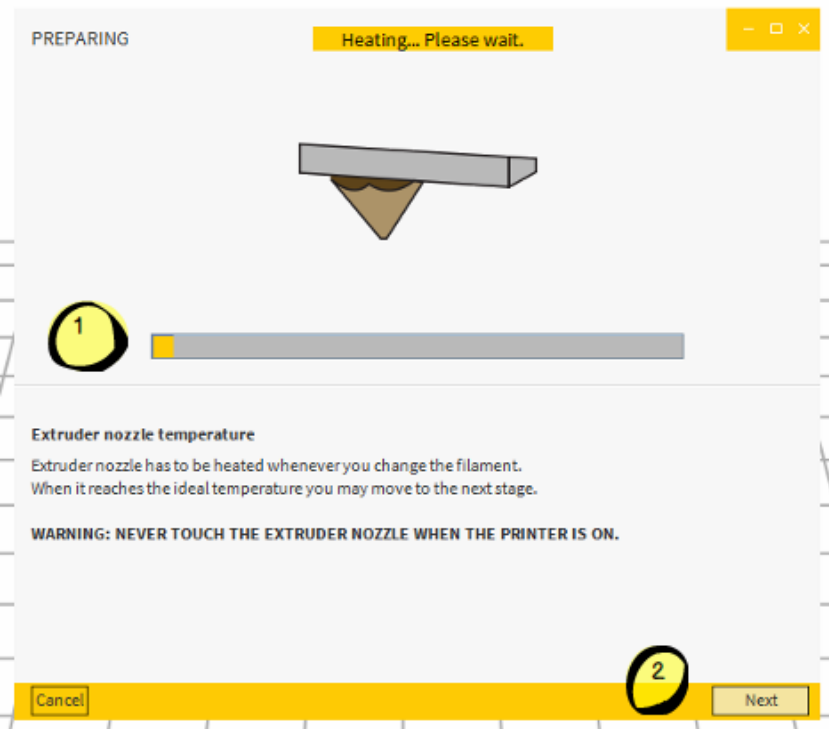 PREPARING
Heating... Please wait.
1
Extruder nozzle temperature
Extruder nozzle has to be heated whenever you change the filament.
When it reaches the ideal temperature you may move to the next stage.
WARNING: NEVER TOUCH THE EXTRUDER NOZZLE WHEN THE PRINTER IS ON.
2
Cancel
Next